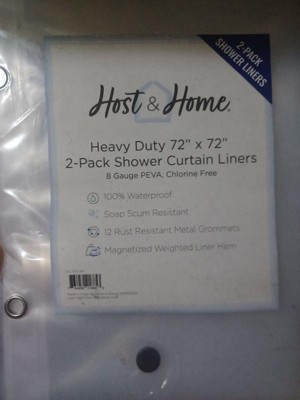 2-PACK
SHOWER LINERS
Host & Home
Heavy Duty 72" x 72"
2-Pack Shower Curtain Liners
8 Gauge PEVA, Chlorine Free
100% Waterproof
Soap Scum Resistant
12 Rust Resistant Metal Grommets
Magnetized Weighted Liner Hem